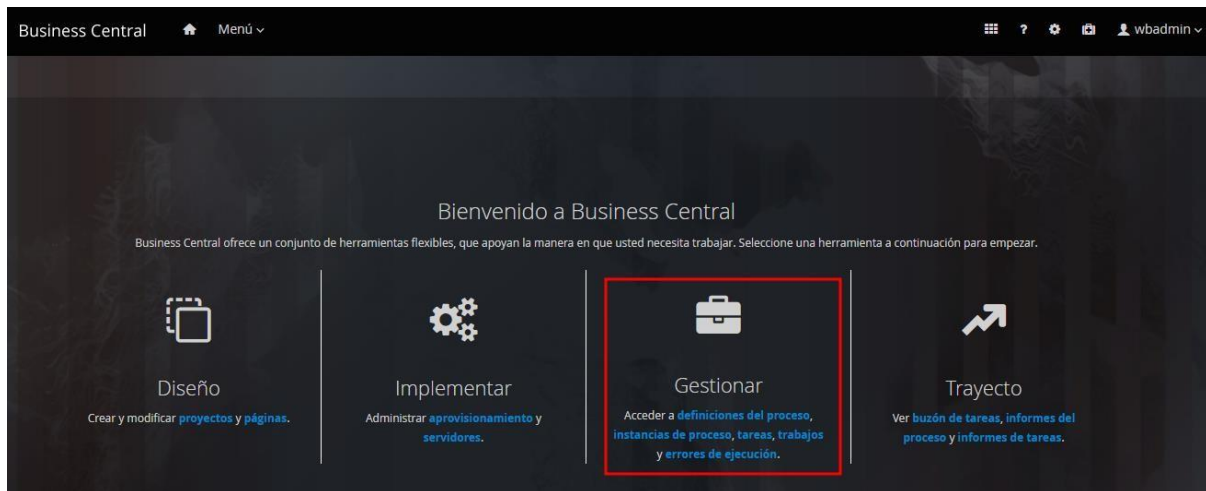 Business Central Menú ? wbadmin
Bienvenido a Business Central
Business Central ofrece un conjunto de herramientas flexibles, que apoyan la manera en que usted necesita trabajar. Seleccione una herramienta a continuación para empezar.
Diseño
Crear y modificar proyectos y páginas.
Implementar
Administrar aprovisionamiento y
servidores.
Gestionar
Acceder a definiciones del proceso,
instancias de proceso, tareas, trabajos
y errores de ejecución.
Trayecto
Ver buzón de tareas, informes del
proceso y informes de tareas.